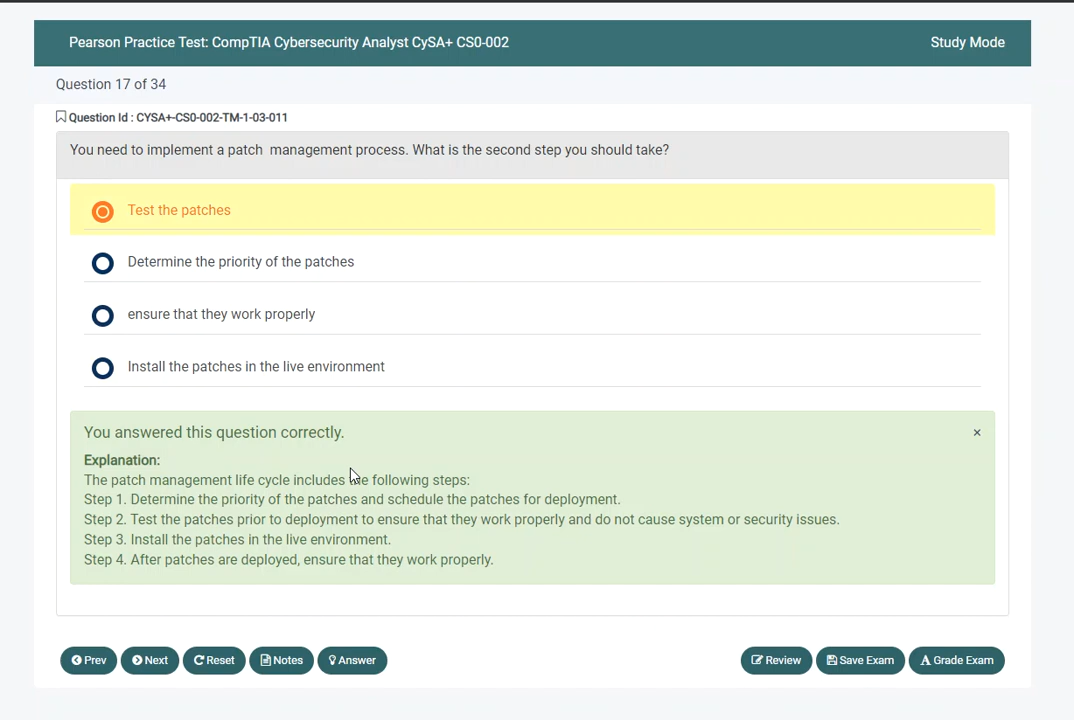 Pearson Practice Test: CompTIA Cybersecurity Analyst CySA+ CS0-002
Study Mode
Question 17 of 34
Question Id : CYSA+-CS0-002-TM-1-03-011
You need to implement a patch management process. What is the second step you should take?
Test the patches
Determine the priority of the patches
ensure that they work properly
Install the patches in the live environment
You answered this question correctly.
×
Explanation:
The patch management life cycle includes the following steps:
Step 1. Determine the priority of the patches and schedule the patches for deployment.
Step 2. Test the patches prior to deployment to ensure that they work properly and do not cause system or security issues.
Step 3. Install the patches in the live environment.
Step 4. After patches are deployed, ensure that they work properly.
Prev Next Reset Notes Answer Review Save Exam Grade Exam